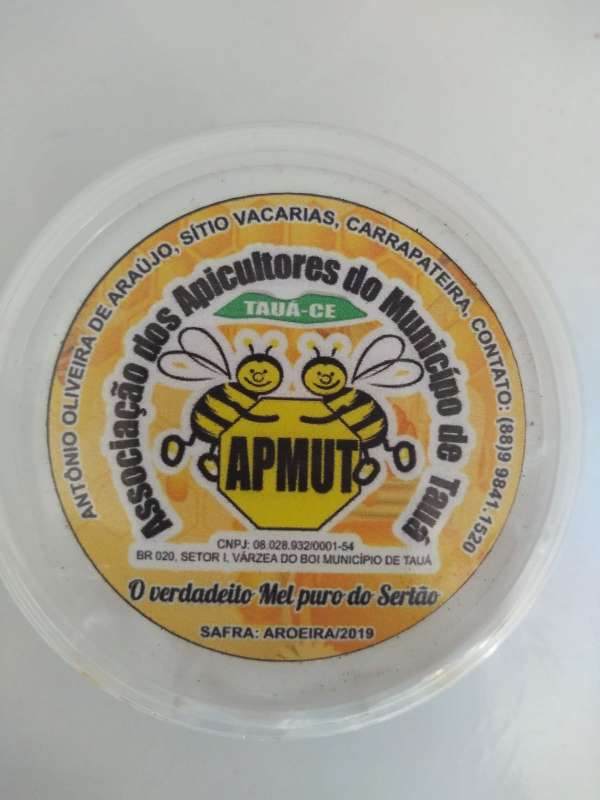 ANTÔNIO OLIVEIRA DE ARAÚJO, SÍTIO VACARIAS, CARRAPATEIRA, CONTATO: (88)9 9841.1520
Associação dos Apicultores do Municípo de Tauá
TAUÁ-CE
APMUT
CNPJ: 08.028.932/0001-54
BR 020, SETOR I, VÁRZEA DO BOI MUNICÍPIO DE TAUÁ
O verdadeito Mel puro do Sertão
SAFRA: AROEIRA/2019